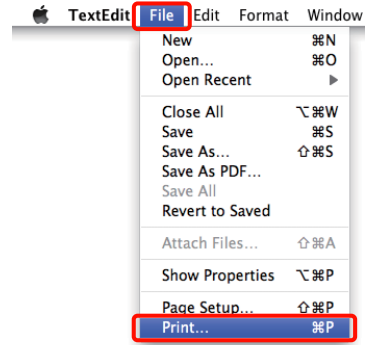 TextEdit File Edit Format Window
New ⌘N
Open... ⌘O
Open Recent ▶
Close All ⌥⌘W
Save ⌘S
Save As... ⇧⌘S
Save As PDF...
Save All
Revert to Saved
Attach Files... ⇧⌘A
Show Properties ⌥⌘P
Page Setup... ⇧⌘P
Print... ⌘P